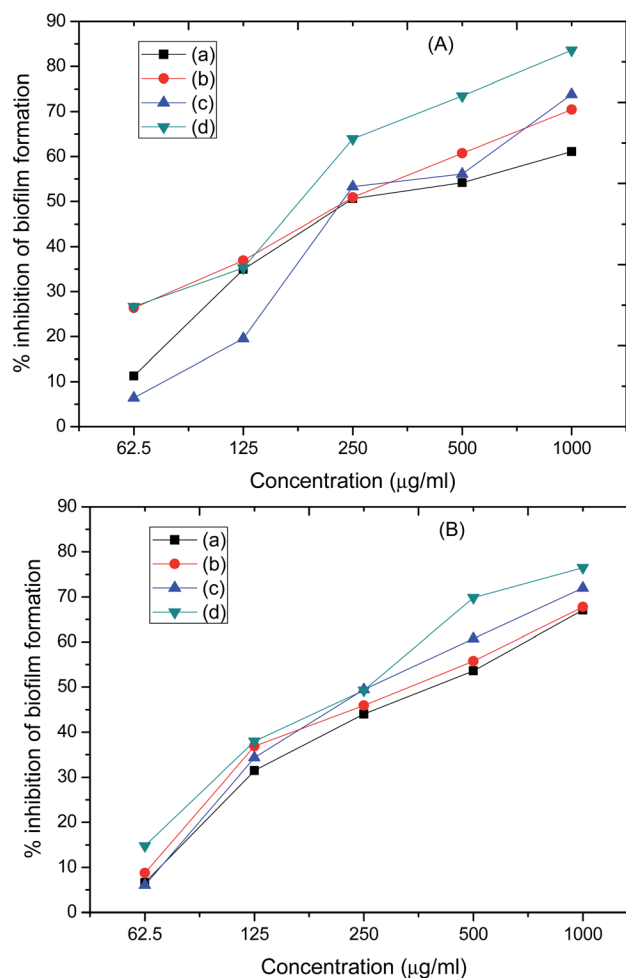 (A)
(a)
(b)
(c)
(d)
90
80
70
60
50
40
30
20
10
0
% inhibition of biofilm formation
62.5 125 250 500 1000
Concentration (μg/ml)
(B)
(a)
(b)
(c)
(d)
90
80
70
60
50
40
30
20
10
0
% inhibition of biofilm formation
62.5 125 250 500 1000
Concentration (μg/ml)